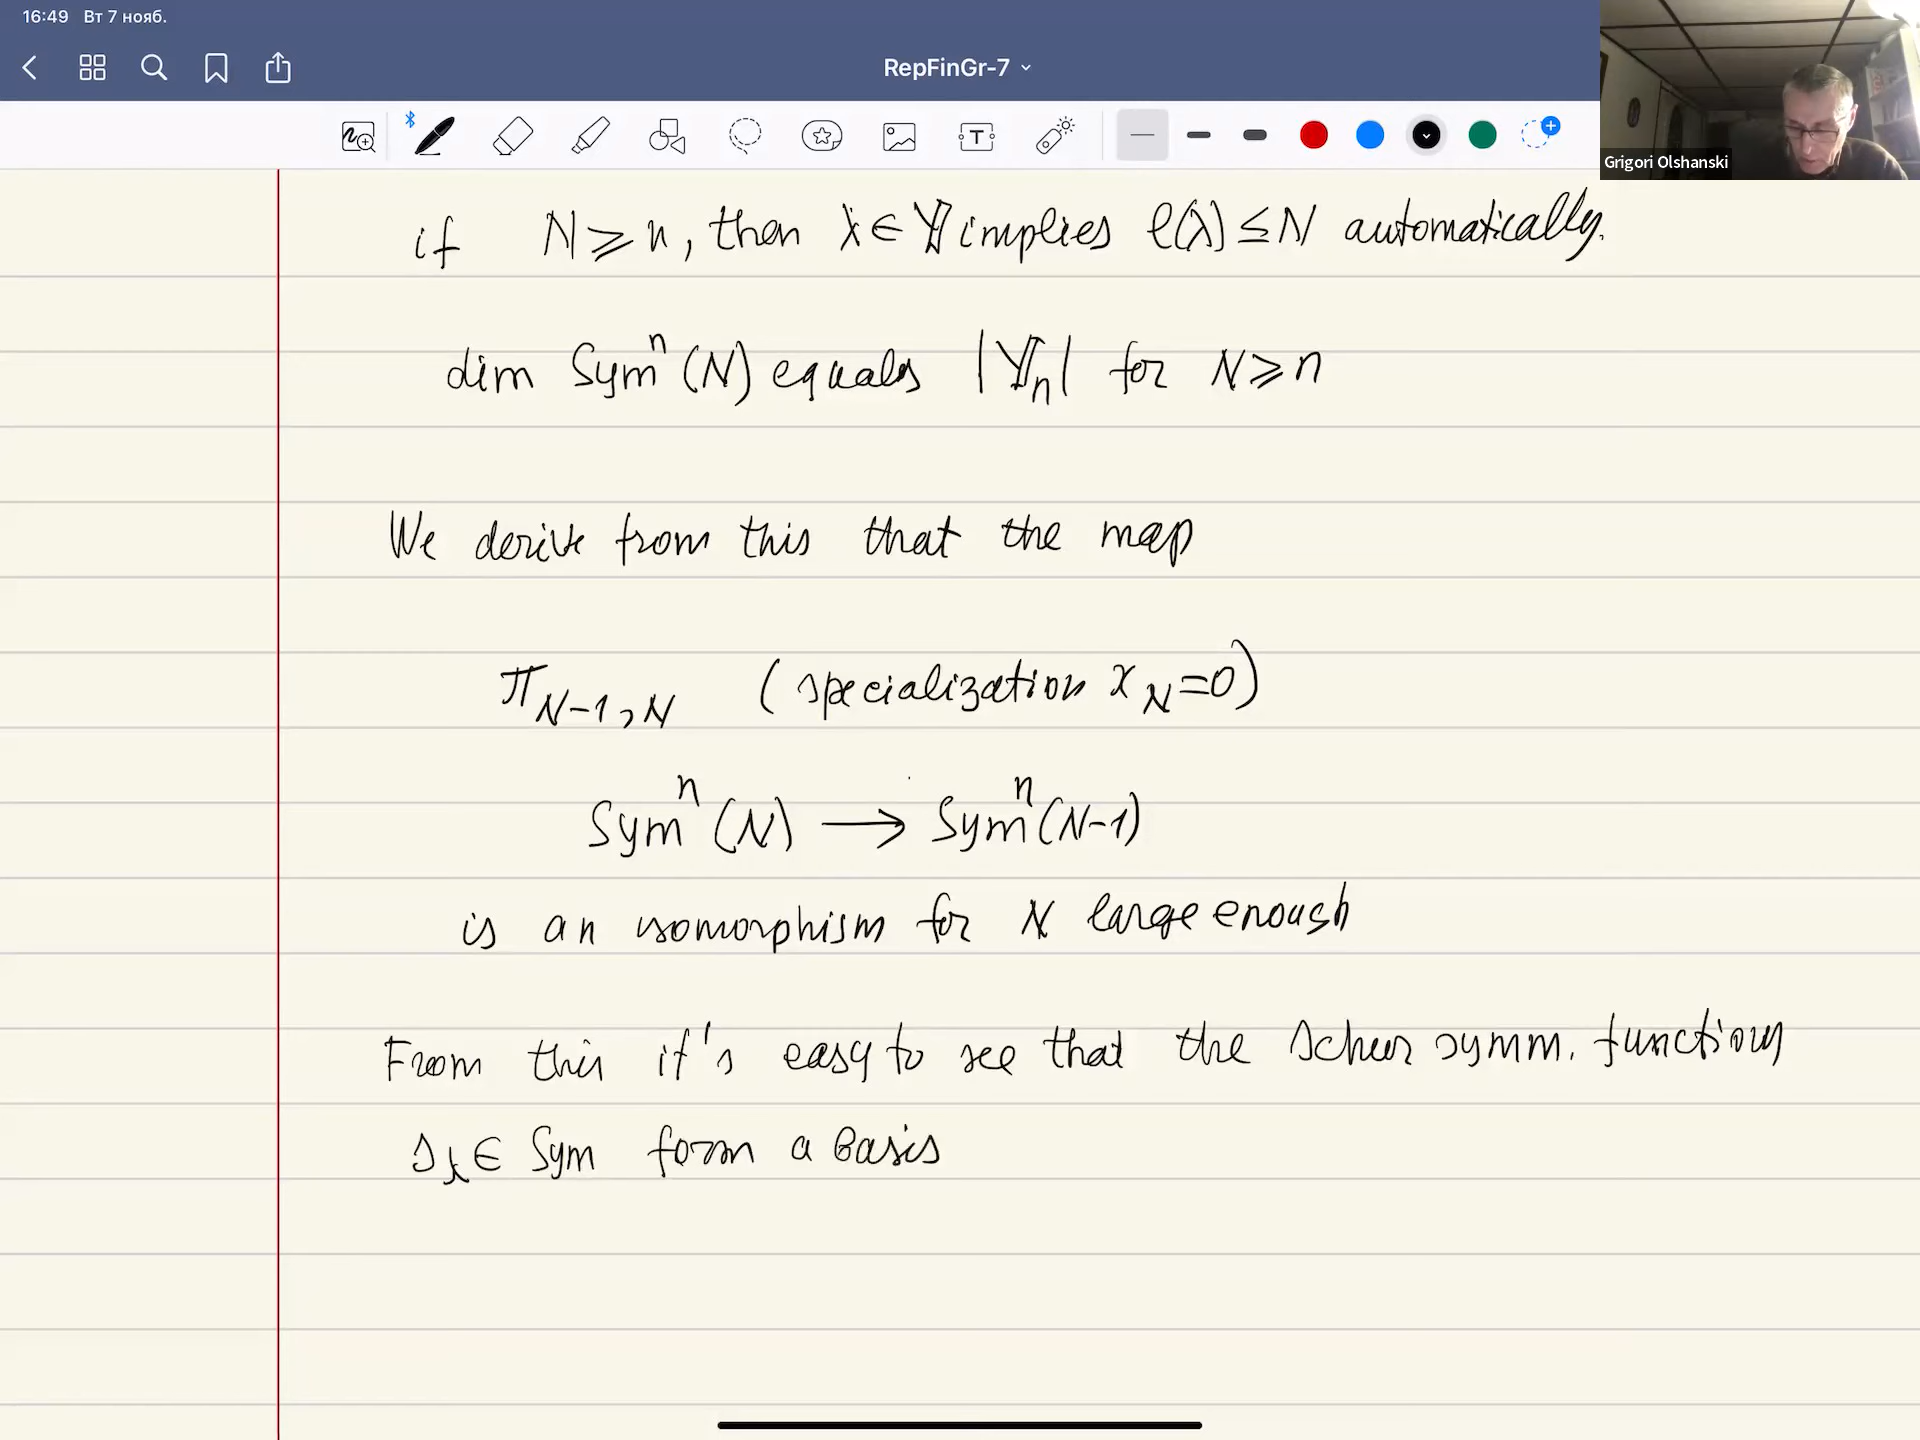 16:49 Вт 7 нояб.
RepFinGr-7
Grigori Olshanski
if N ⩾ n, then λ ∈ 𝕐 implies ℓ(λ) ≤ N automatically.
dim Symⁿ(N) equals |𝕐ₙ| for N ⩾ n
We derive from this that the map
π_{N-1,N} (specialization x_N = 0)
Symⁿ(N) → Symⁿ(N-1)
is an isomorphism for N large enough
From this it's easy to see that the Schur symm. functions
s_λ ∈ Sym form a basis